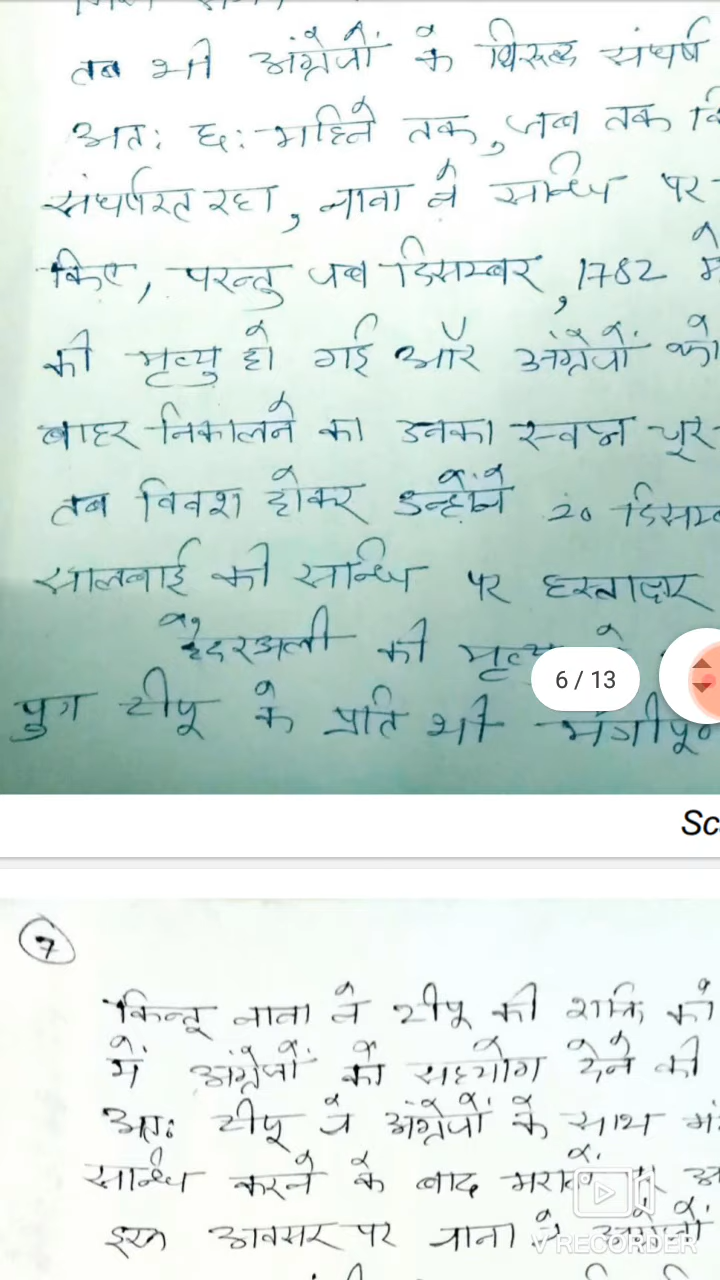 तब भी अंग्रेजों के विरूद्ध संघर्ष
अत: छ:-महिने तक, जब तक
संघर्षरत रहा, नाना ने सन्धि पर
किए, परन्तु जब दिसम्बर, 1782 में
की मृत्यु हो गई और अंग्रेजों को
बाहर निकालने का उनका स्वप्न चूर-
तब विवश होकर उन्होंने 20 दिसम्ब
सालबाई की सन्धि पर हस्ताक्षर
हैदरअली की मृत्यु के
6 / 13
पुत्र टीपू के प्रति भी मैत्रीपूर्ण
Sc
7
किन्तू नाना ने टीपू की शक्ति को
में अंग्रेजों को सहयोग देने की
अत: टीपू ने अंग्रेजों के साथ मं
सन्धि करने के बाद मराठों
इस अवसर पर नाना ने अंग्रेजों
V RECORDER